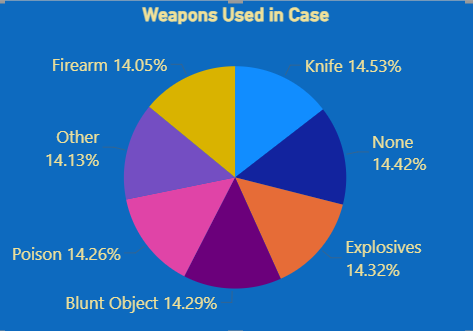 Weapons Used in Case
Firearm 14.05%
Knife 14.53%
Other
14.13%
None
14.42%
Poison 14.26%
Explosives
14.32%
Blunt Object 14.29%